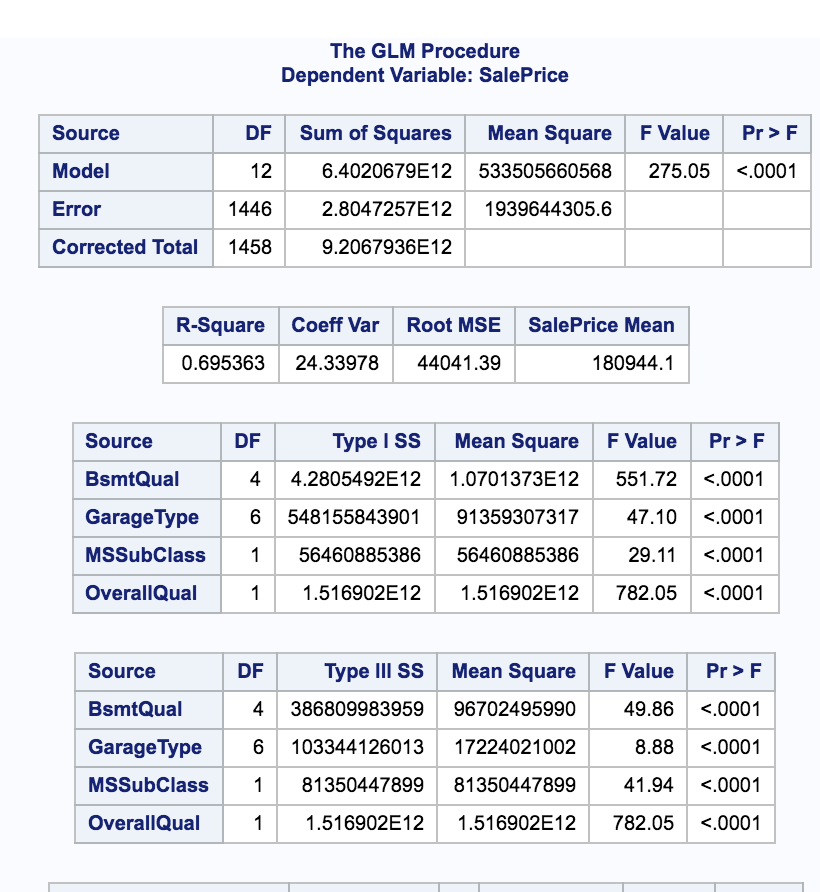 The GLM Procedure
Dependent Variable: SalePrice
Source DF Sum of Squares Mean Square F Value Pr > F
Model 12 6.4020679E12 533505660568 275.05 <.0001
Error 1446 2.8047257E12 1939644305.6
Corrected Total 1458 9.2067936E12
R-Square Coeff Var Root MSE SalePrice Mean
0.695363 24.33978 44041.39 180944.1
Source DF Type I SS Mean Square F Value Pr > F
BsmtQual 4 4.2805492E12 1.0701373E12 551.72 <.0001
GarageType 6 548155843901 91359307317 47.10 <.0001
MSSubClass 1 56460885386 56460885386 29.11 <.0001
OverallQual 1 1.516902E12 1.516902E12 782.05 <.0001
Source DF Type III SS Mean Square F Value Pr > F
BsmtQual 4 386809983959 96702495990 49.86 <.0001
GarageType 6 103344126013 17224021002 8.88 <.0001
MSSubClass 1 81350447899 81350447899 41.94 <.0001
OverallQual 1 1.516902E12 1.516902E12 782.05 <.0001